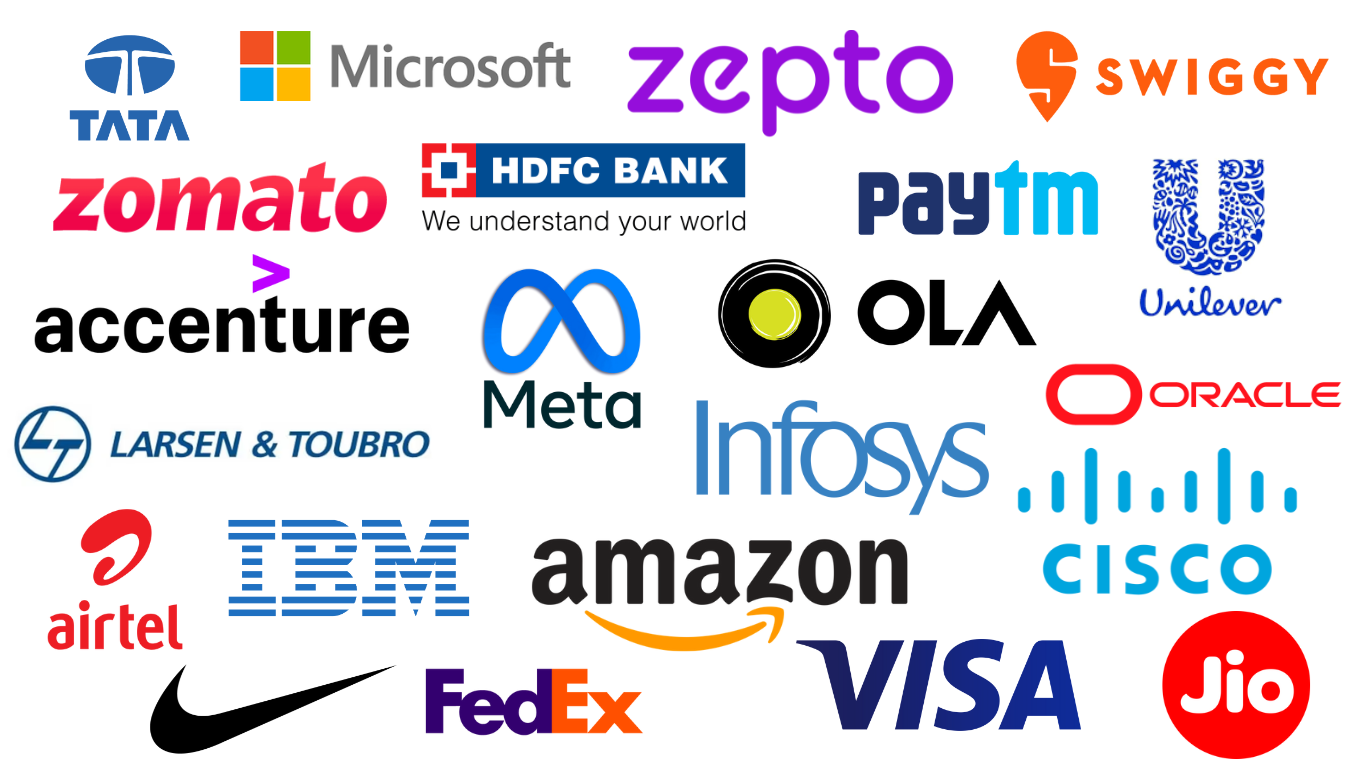 TATA
Microsoft
zepto
SWIGGY
zomato
HDFC BANK
We understand your world
paytm
Unilever
>
accenture
Meta
OLA
ORACLE
LT LARSEN & TOUBRO
Infosys
CISCO
airtel
IBM
amazon
FedEx
VISA
Jio